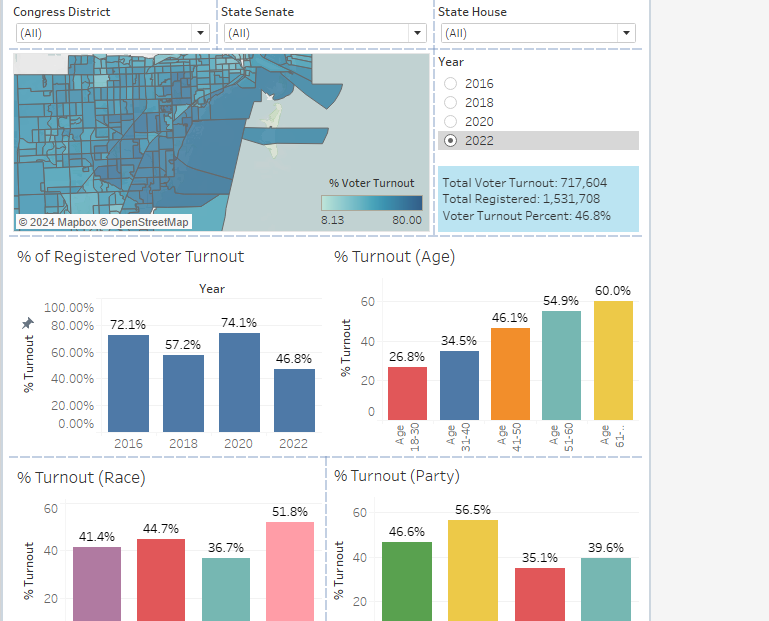 Congress District
State Senate
State House
(All)
(All)
(All)
Year
2016
2018
2020
2022
% Voter Turnout
8.13
80.00
© 2024 Mapbox © OpenStreetMap
Total Voter Turnout: 717,604
Total Registered: 1,531,708
Voter Turnout Percent: 46.8%
% of Registered Voter Turnout
Year
% Turnout
100.00%
80.00%
60.00%
40.00%
20.00%
0.00%
72.1%
57.2%
74.1%
46.8%
2016
2018
2020
2022
% Turnout (Age)
% Turnout
60
40
20
0
26.8%
34.5%
46.1%
54.9%
60.0%
Age
18-30
Age
31-40
Age
41-50
Age
51-60
Age
61-..
% Turnout (Race)
% Turnout
60
40
20
41.4%
44.7%
36.7%
51.8%
% Turnout (Party)
% Turnout
60
40
20
46.6%
56.5%
35.1%
39.6%